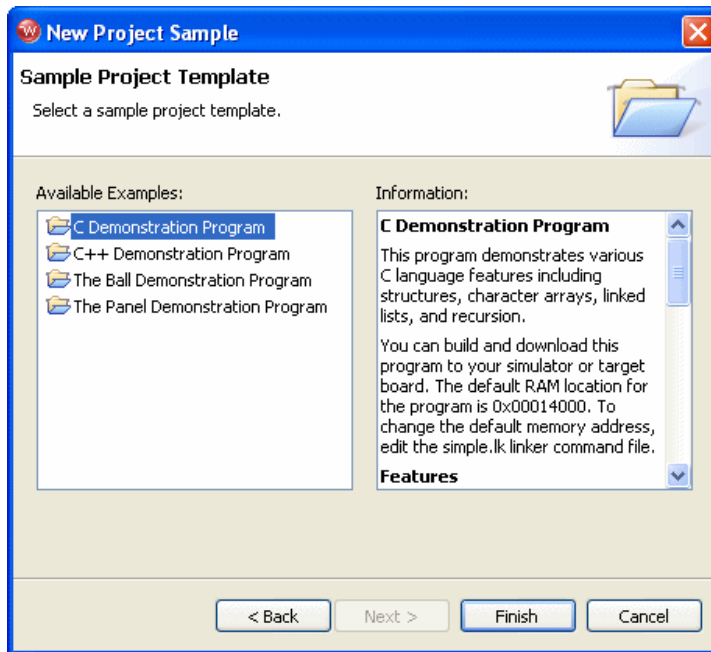 New Project Sample
Sample Project Template
Select a sample project template.
Available Examples:
C Demonstration Program
C++ Demonstration Program
The Ball Demonstration Program
The Panel Demonstration Program
Information:
C Demonstration Program
This program demonstrates various
C language features including
structures, character arrays, linked
lists, and recursion.
You can build and download this
program to your simulator or target
board. The default RAM location for
the program is 0x00014000. To
change the default memory address,
edit the simple.lk linker command file.
Features
< Back
Next >
Finish
Cancel